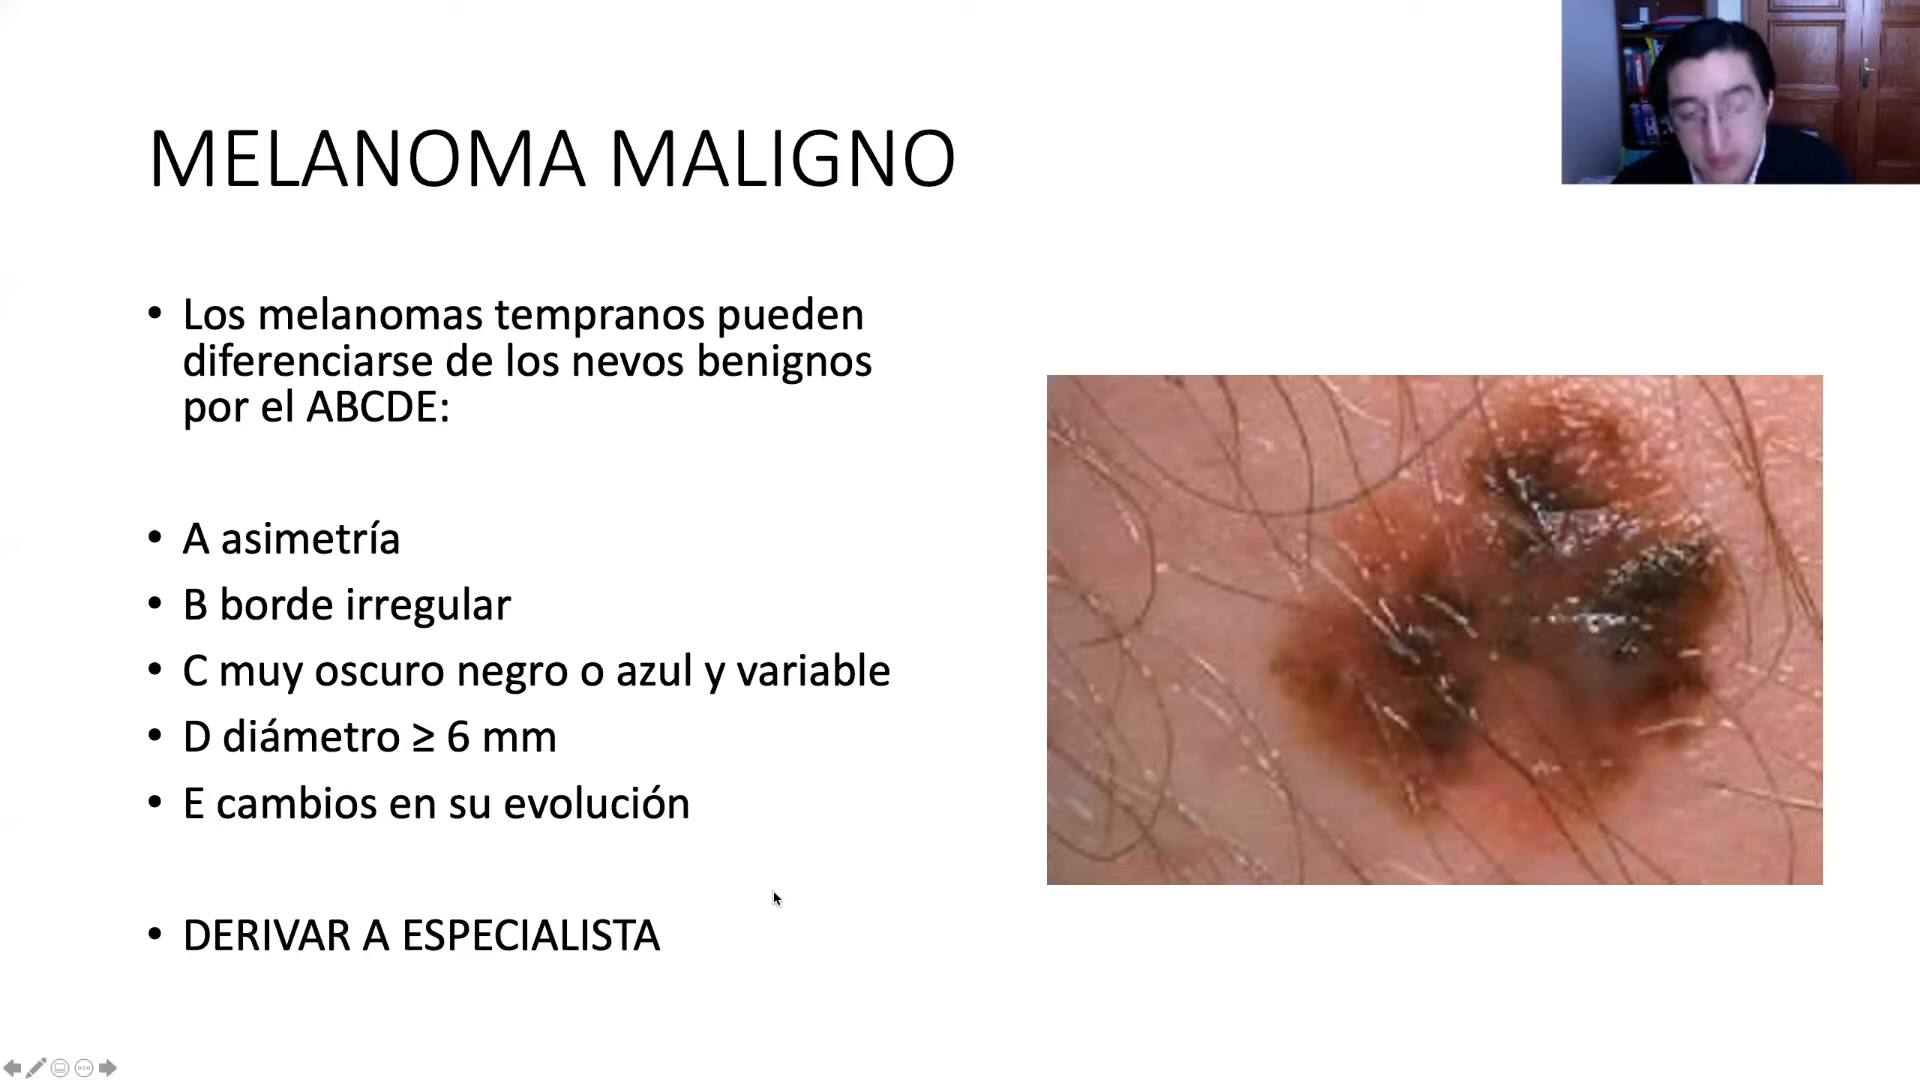 MELANOMA MALIGNO
• Los melanomas tempranos pueden
diferenciarse de los nevos benignos
por el ABCDE:
• A asimetría
• B borde irregular
• C muy oscuro negro o azul y variable
• D diámetro ≥ 6 mm
• E cambios en su evolución
• DERIVAR A ESPECIALISTA